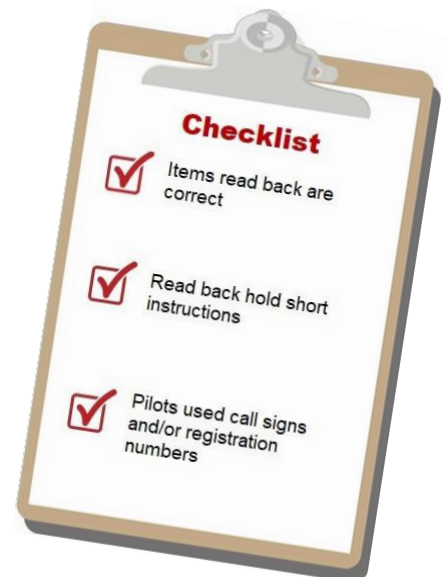 Checklist
Items read back are
correct
Read back hold short
instructions
Pilots used call signs
and/or registration
numbers